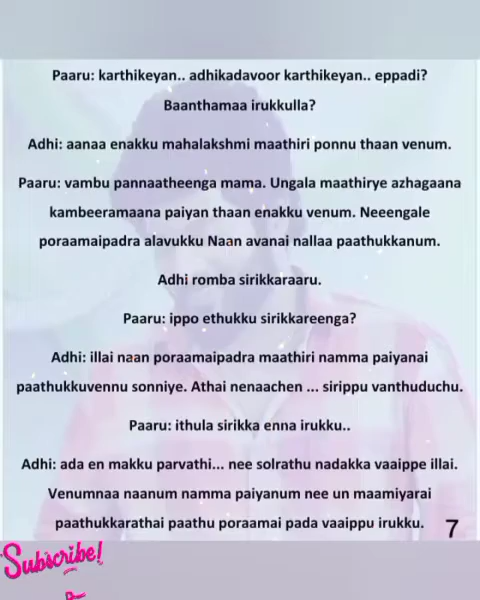 Paaru: karthikeyan.. adhikadavoor karthikeyan.. eppadi?
Baanthamaa irukkulla?
Adhi: aanaa enakku mahalakshmi maathiri ponnu thaan venum.
Paaru: vambu pannaatheenga mama. Ungala maathirye azhagaana
kambeeramaana paiyan thaan enakku venum. Neeengale
poraamaipadra alavukku Naan avanai nallaa paathukkanum.
Adhi romba sirikkaraaru.
Paaru: ippo ethukku sirikkareenga?
Adhi: illai naan poraamaipadra maathiri namma paiyanai
paathukkuvennu sonniye. Athai nenaachen ... sirippu vanthuduchu.
Paaru: ithula sirikka enna irukku..
Adhi: ada en makku parvathi... nee solrathu nadakka vaaippe illai.
Venumnaa naanum namma paiyanum nee un maamiyarai
paathukkarathai paathu poraamai pada vaaippu irukku.
7
Subscribe!